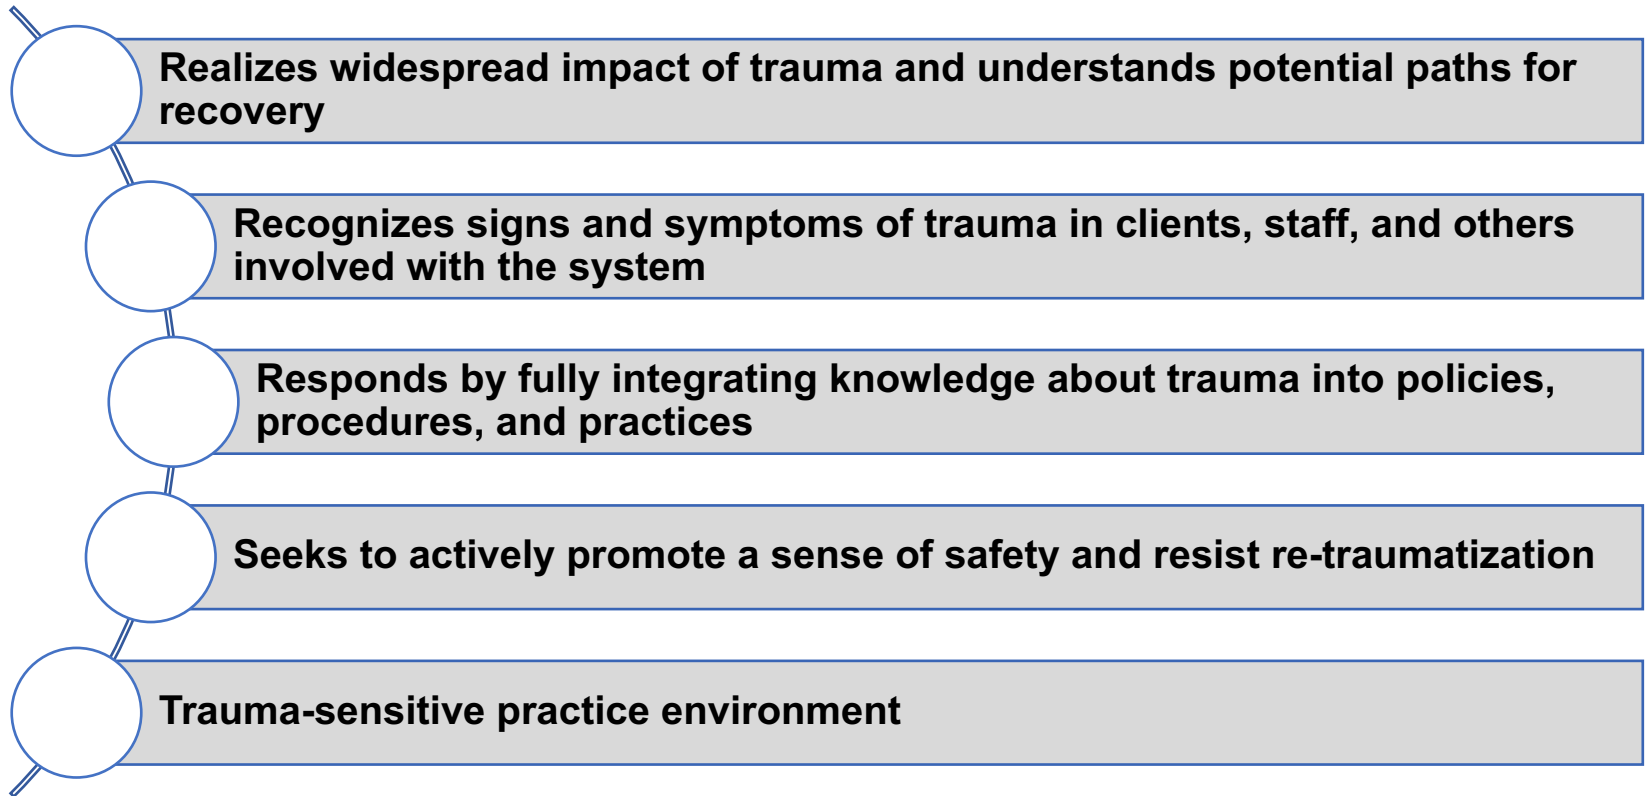 Realizes widespread impact of trauma and understands potential paths for
recovery
Recognizes signs and symptoms of trauma in clients, staff, and others
involved with the system
Responds by fully integrating knowledge about trauma into policies,
procedures, and practices
Seeks to actively promote a sense of safety and resist re-traumatization
Trauma-sensitive practice environment